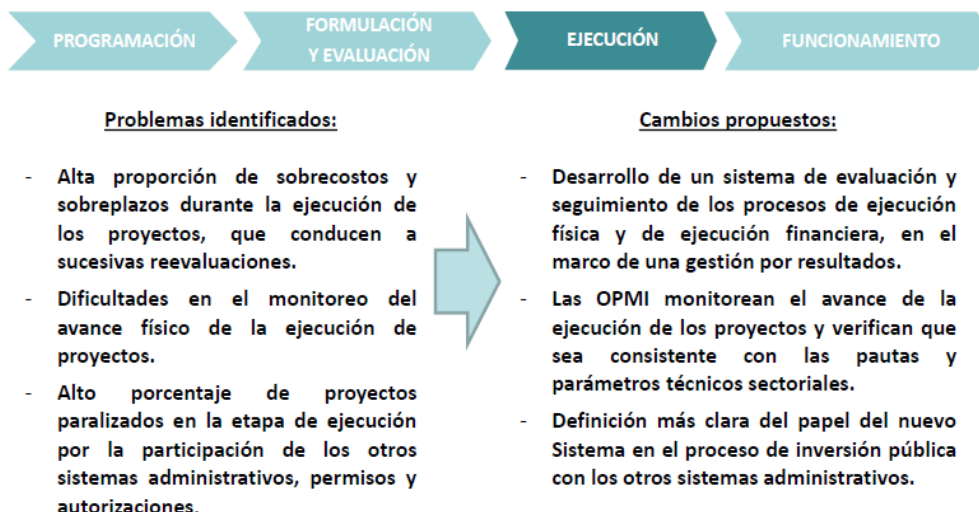 PROGRAMACIÓN
FORMULACIÓN
Y EVALUACIÓN
EJECUCIÓN
FUNCIONAMIENTO
Problemas identificados:
- Alta proporción de sobrecostos y
sobreplazos durante la ejecución de
los proyectos, que conducen a
sucesivas reevaluaciones.
- Dificultades en el monitoreo del
avance físico de la ejecución de
proyectos.
- Alto porcentaje de proyectos
paralizados en la etapa de ejecución
por la participación de los otros
sistemas administrativos, permisos y
autorizaciones.
Cambios propuestos:
- Desarrollo de un sistema de evaluación y
seguimiento de los procesos de ejecución
física y de ejecución financiera, en el
marco de una gestión por resultados.
- Las OPMI monitorean el avance de la
ejecución de los proyectos y verifican que
sea consistente con las pautas y
parámetros técnicos sectoriales.
- Definición más clara del papel del nuevo
Sistema en el proceso de inversión pública
con los otros sistemas administrativos.